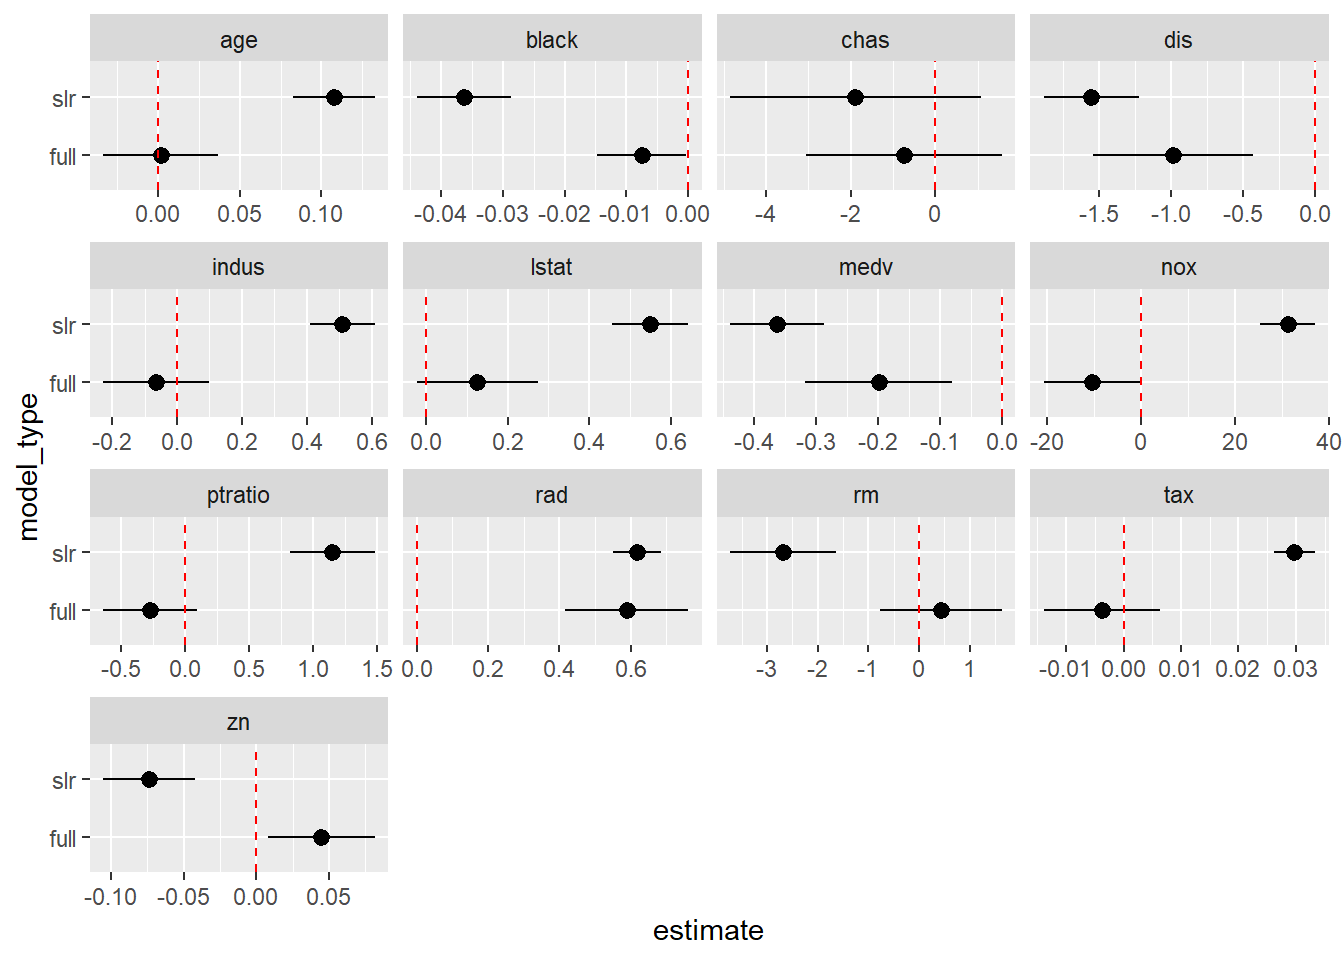 age black chas dis
slr
full
0.00 0.05 0.10 -0.04 -0.03 -0.02 -0.01 0.00 -4 -2 0 -1.5 -1.0 -0.5 0.0
indus lstat medv nox
slr
full
-0.2 0.0 0.2 0.4 0.6 0.0 0.2 0.4 0.6 -0.4 -0.3 -0.2 -0.1 0.0 -20 0 20 40
ptratio rad rm tax
slr
full
-0.5 0.0 0.5 1.0 1.5 0.0 0.2 0.4 0.6 -3 -2 -1 0 1 -0.01 0.00 0.01 0.02 0.03
zn
slr
full
-0.10 -0.05 0.00 0.05
model_type
estimate